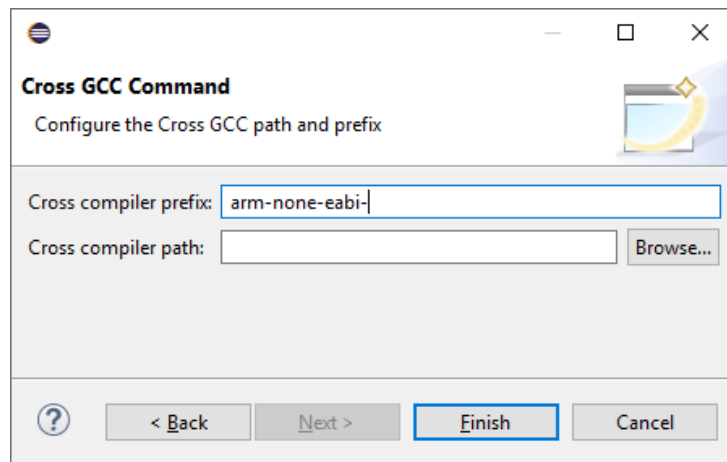 Cross GCC Command
Configure the Cross GCC path and prefix
Cross compiler prefix: arm-none-eabi-
Cross compiler path: Browse...
? < Back Next > Finish Cancel